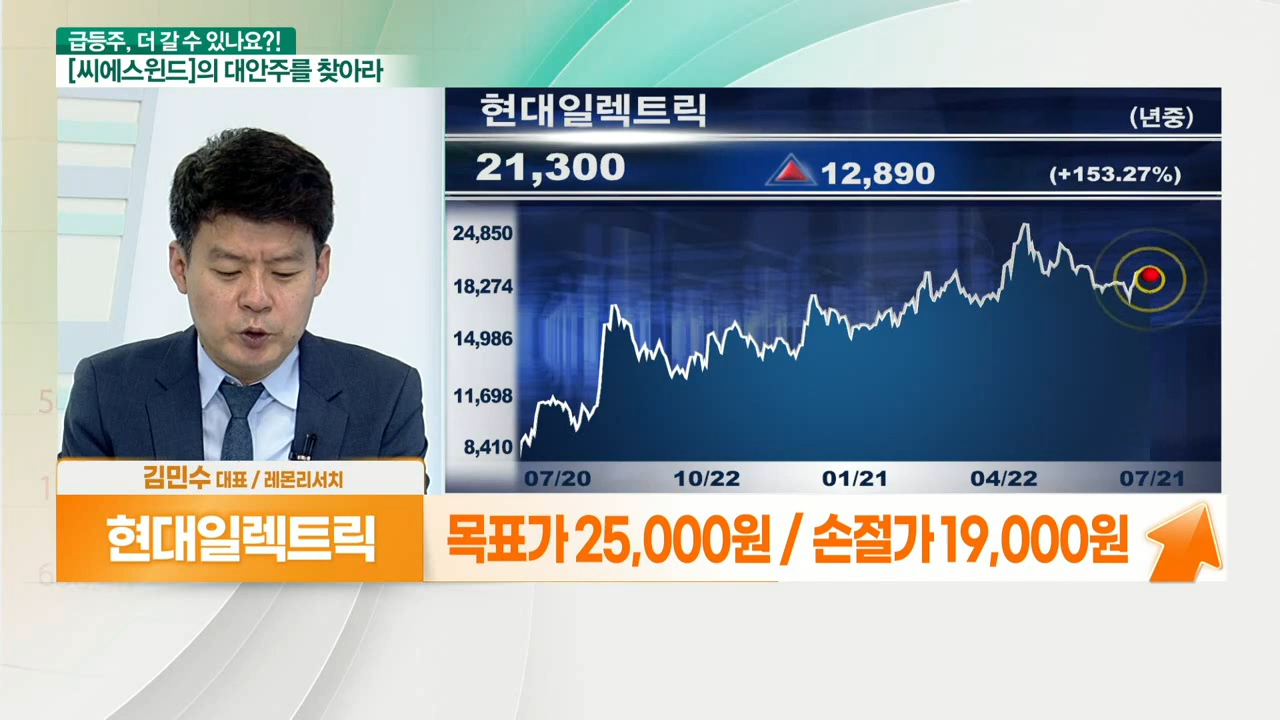 급등주, 더 갈 수 있나요?!
[씨에스윈드]의 대안주를 찾아라
현대일렉트릭 (년중)
21,300 12,890 (+153.27%)
24,850
18,274
14,986
11,698
8,410
07/20 10/22 01/21 04/22 07/21
김민수 대표 / 레몬리서치
현대일렉트릭
목표가 25,000원 / 손절가 19,000원